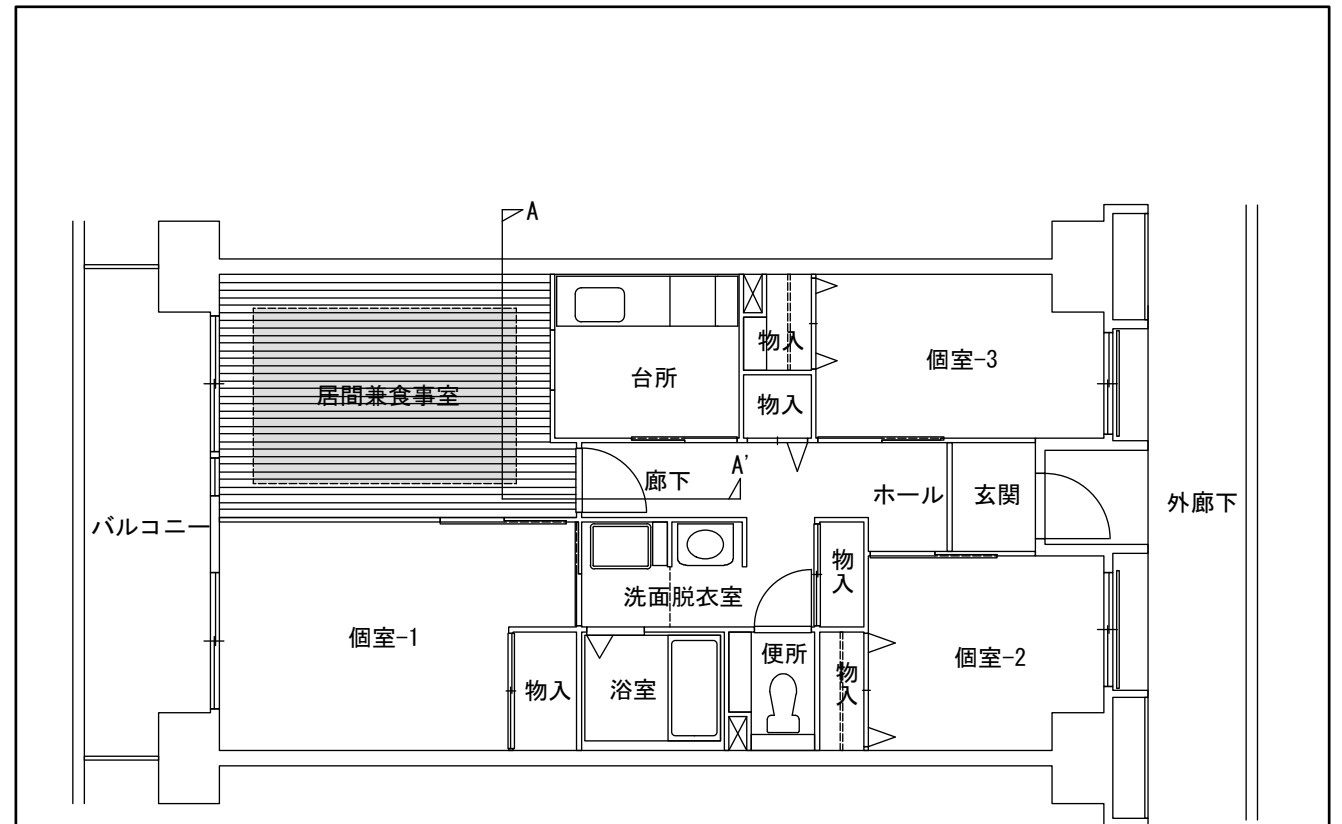 A
物入
個室-3
台所
居間兼食事室
物入
A'
廊下
ホール
玄関
外廊下
バルコニー
物入
洗面脱衣室
個室-1
便所
個室-2
物入
浴室
物入